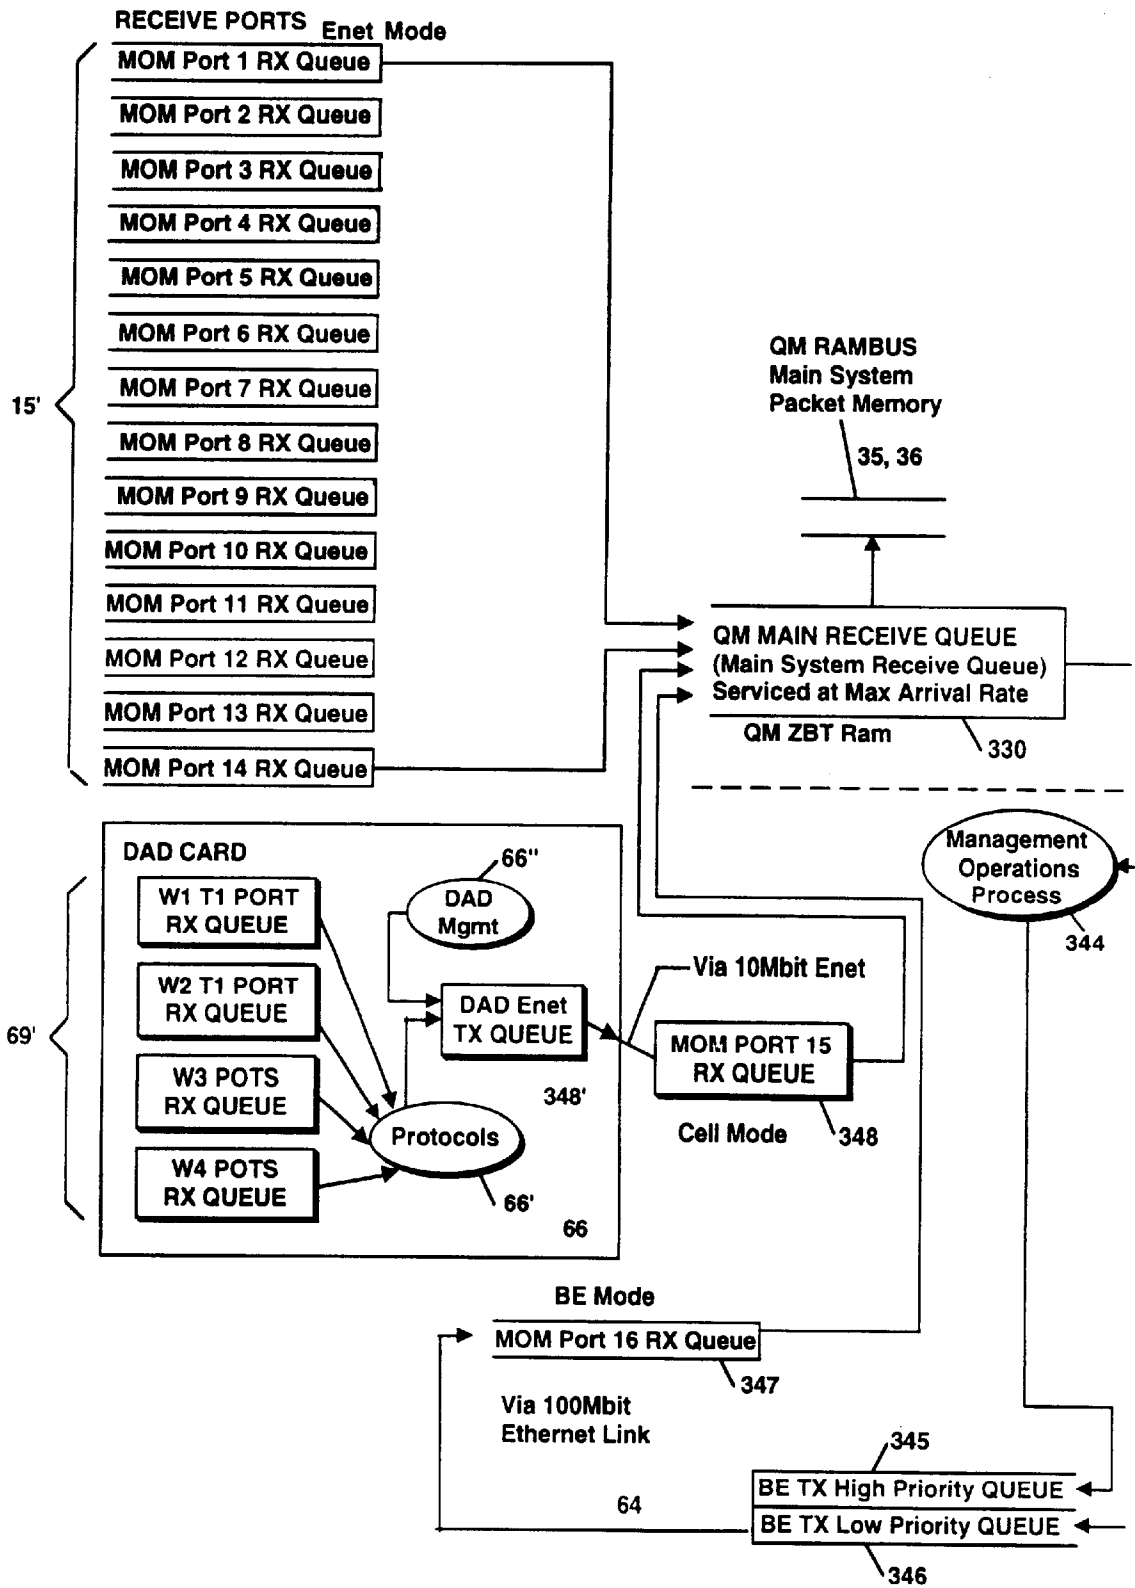 RECEIVE PORTS
Enet Mode
MOM Port 1 RX Queue
MOM Port 2 RX Queue
MOM Port 3 RX Queue
MOM Port 4 RX Queue
MOM Port 5 RX Queue
MOM Port 6 RX Queue
MOM Port 7 RX Queue
MOM Port 8 RX Queue
MOM Port 9 RX Queue
MOM Port 10 RX Queue
MOM Port 11 RX Queue
MOM Port 12 RX Queue
MOM Port 13 RX Queue
MOM Port 14 RX Queue
15'
QM RAMBUS
Main System
Packet Memory
35, 36
QM MAIN RECEIVE QUEUE
(Main System Receive Queue)
Serviced at Max Arrival Rate
QM ZBT Ram
330
Management
Operations
Process
344
DAD CARD
66"
W1 T1 PORT
RX QUEUE
DAD
Mgmt
W2 T1 PORT
RX QUEUE
DAD Enet
TX QUEUE
Via 10Mbit Enet
69'
W3 POTS
RX QUEUE
348'
MOM PORT 15
RX QUEUE
Protocols
Cell Mode
348
W4 POTS
RX QUEUE
66'
66
BE Mode
MOM Port 16 RX Queue
347
Via 100Mbit
Ethernet Link
345
BE TX High Priority QUEUE
64
BE TX Low Priority QUEUE
346